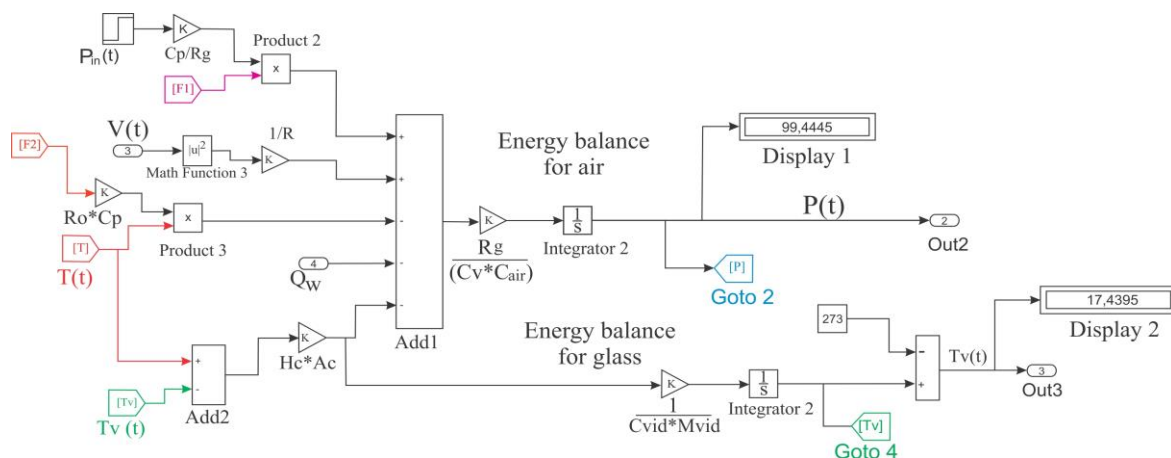 Pin(t)
K
Cp/Rg
Product 2
x
[F1]
[F2]
V(t)
3
|u|²
Math Function 3
1/R
K
K
Ro*Cp
x
Product 3
[T]
T(t)
4
Qw
+
+
-
-
-
Add1
K
Rg
(Cv*Cair)
1
s
Integrator 2
Energy balance
for air
99,4445
Display 1
P(t)
2
Out2
[P]
Goto 2
+
-
Add2
[Tv]
Tv (t)
K
Hc*Ac
Energy balance
for glass
K
1
Cvid*Mvid
1
s
Integrator 2
[Tv]
Goto 4
273
-
+
Tv(t)
17,4395
Display 2
3
Out3